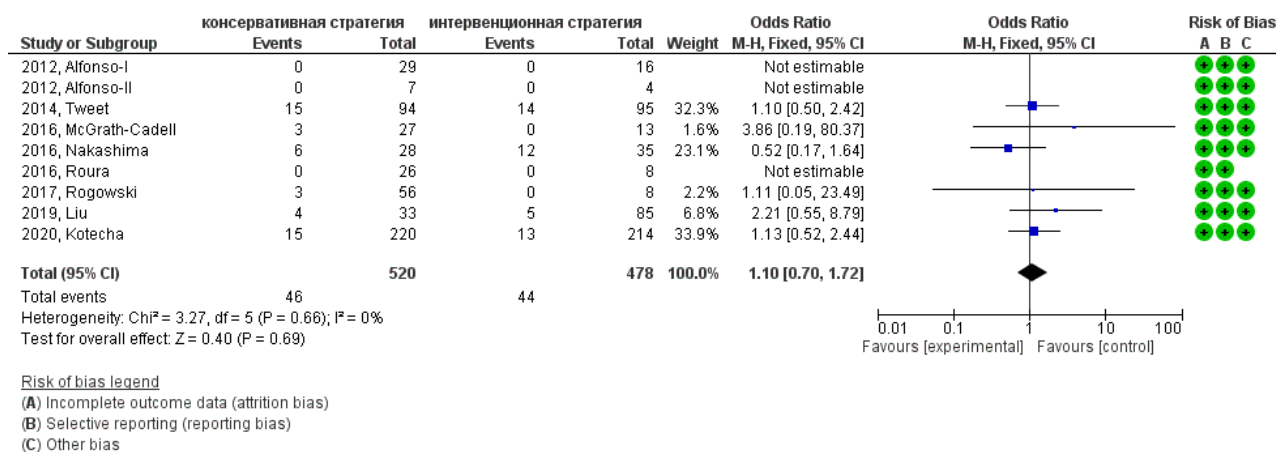 консервативная стратегия интервенционная стратегия Odds Ratio Odds Ratio Risk of Bias
Study or Subgroup Events Total Events Total Weight M-H, Fixed, 95% CI M-H, Fixed, 95% CI A B C
2012, Alfonso-I 0 29 0 16 Not estimable
2012, Alfonso-II 0 7 0 4 Not estimable
2014, Tweet 15 94 14 95 32.3% 1.10 [0.50, 2.42]
2016, McGrath-Cadell 3 27 0 13 1.6% 3.86 [0.19, 80.37]
2016, Nakashima 6 28 12 35 23.1% 0.52 [0.17, 1.64]
2016, Roura 0 26 0 8 Not estimable
2017, Rogowski 3 56 0 8 2.2% 1.11 [0.05, 23.49]
2019, Liu 4 33 5 85 6.8% 2.21 [0.55, 8.79]
2020, Kotecha 15 220 13 214 33.9% 1.13 [0.52, 2.44]
Total (95% CI) 520 478 100.0% 1.10 [0.70, 1.72]
Total events 46 44
Heterogeneity: Chi² = 3.27, df = 5 (P = 0.66); I² = 0%
Test for overall effect: Z = 0.40 (P = 0.69)
0.01 0.1 1 10 100
Favours [experimental] Favours [control]
Risk of bias legend
(A) Incomplete outcome data (attrition bias)
(B) Selective reporting (reporting bias)
(C) Other bias